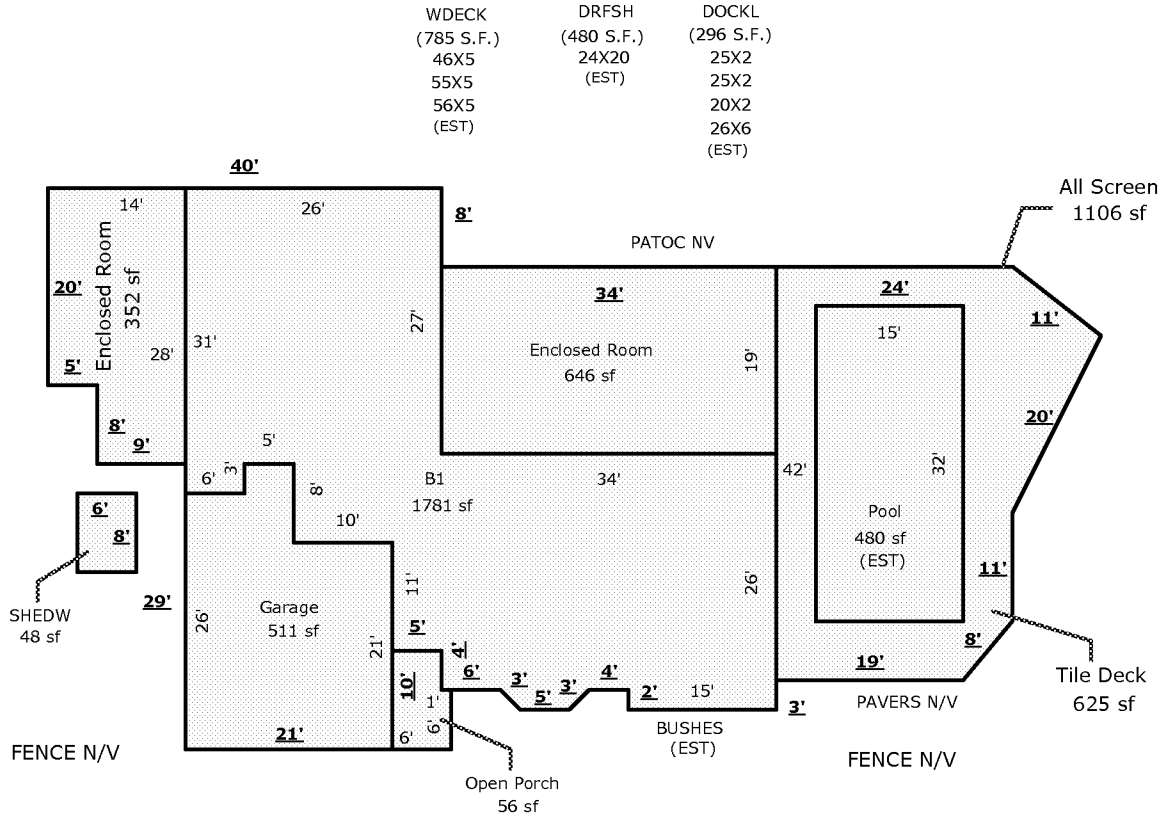 WDECK
(785 S.F.)
46X5
55X5
56X5
(EST)
DRFSH
(480 S.F.)
24X20
(EST)
DOCKL
(296 S.F.)
25X2
25X2
20X2
26X6
(EST)
40'
All Screen
1106 sf
14'
26'
8'
PATOC NV
Enclosed Room
352 sf
20'
34'
24'
11'
27'
15'
31'
28'
Enclosed Room
646 sf
19'
5'
8'
9'
20'
5'
3'
6'
8'
B1
1781 sf
34'
42'
32'
10'
6'
8'
Pool
480 sf
(EST)
11'
11'
26'
SHEDW
48 sf
29'
26'
Garage
511 sf
5'
21'
4'
8'
10'
6'
3'
5'
3'
4'
2'
15'
19'
3'
Tile Deck
625 sf
1'
6'
6'
PAVERS N/V
21'
BUSHES
(EST)
FENCE N/V
FENCE N/V
Open Porch
56 sf